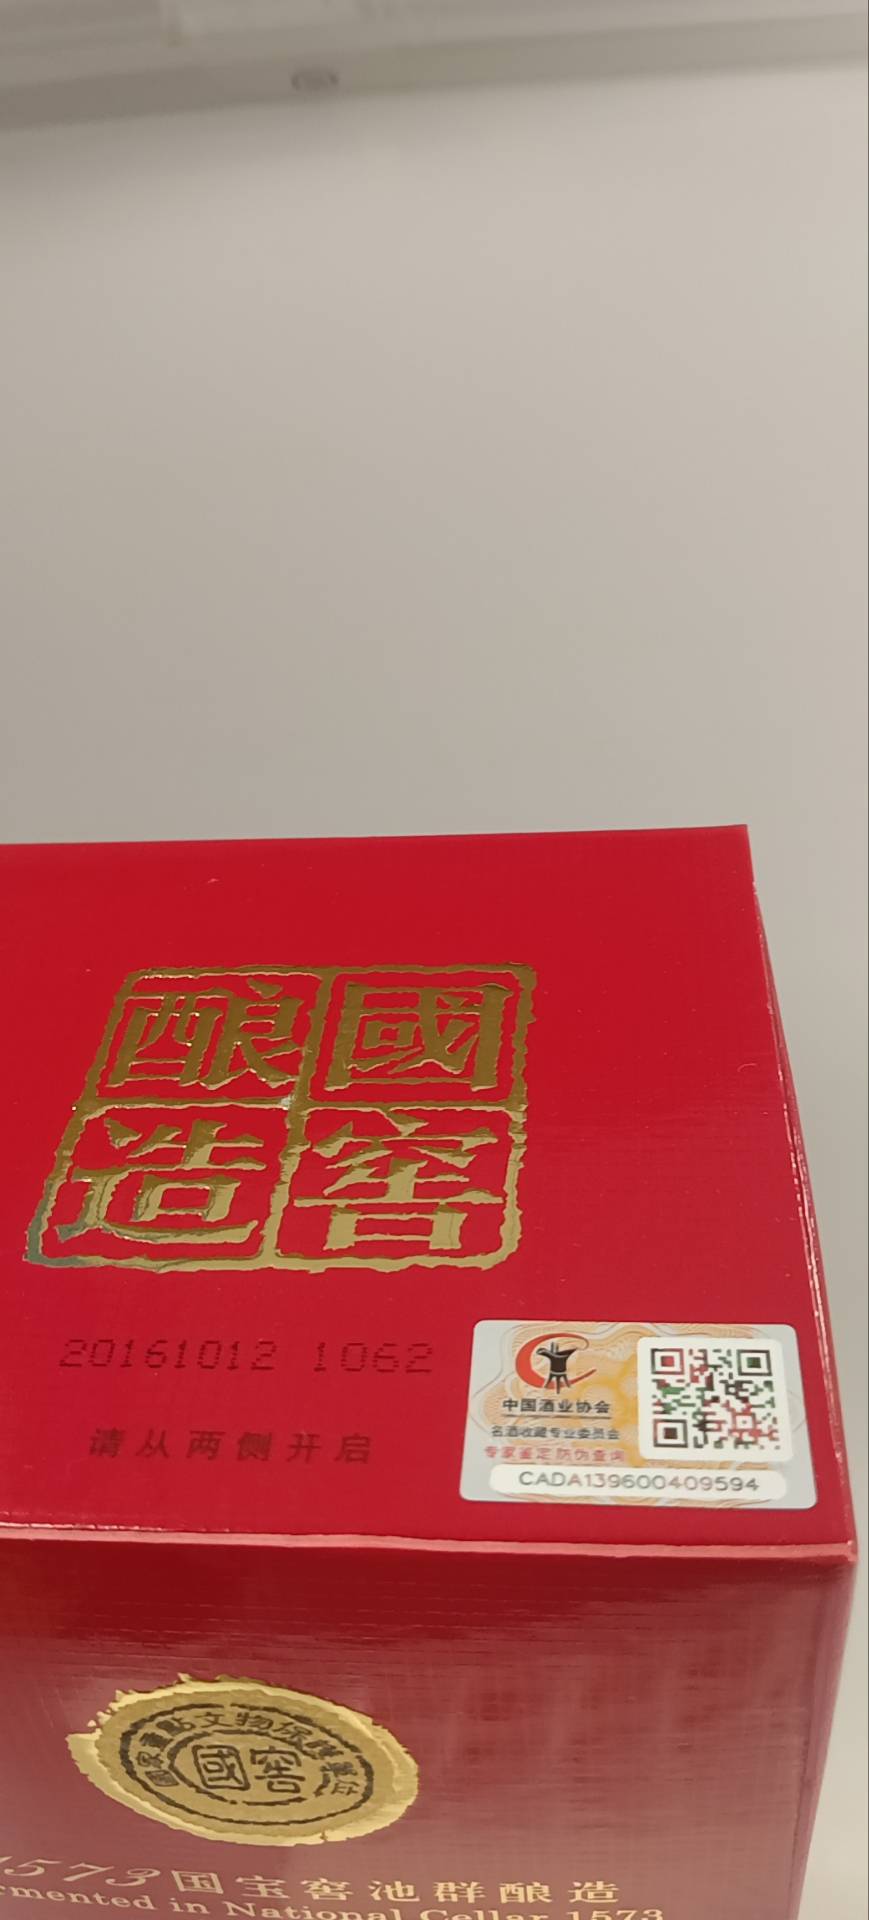 國窖
酿造
20161012 1062
请从两侧开启
中国酒业协会
名酒收藏专业委员会
专家鉴定防伪查询
CADA139600409594
國窖
1573国宝窖池群酿造
in National Cellar 1573